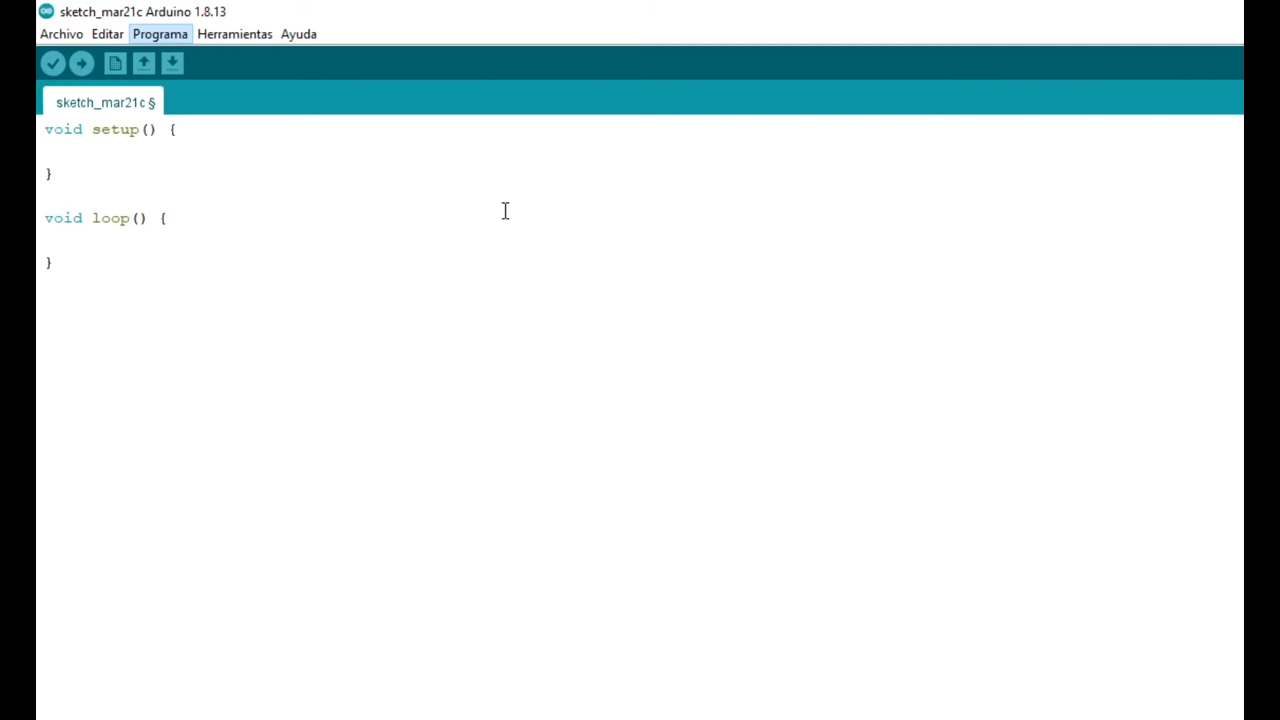 sketch_mar21c Arduino 1.8.13
Archivo Editar Programa Herramientas Ayuda
sketch_mar21c §
void setup() {
}
void loop() {
}